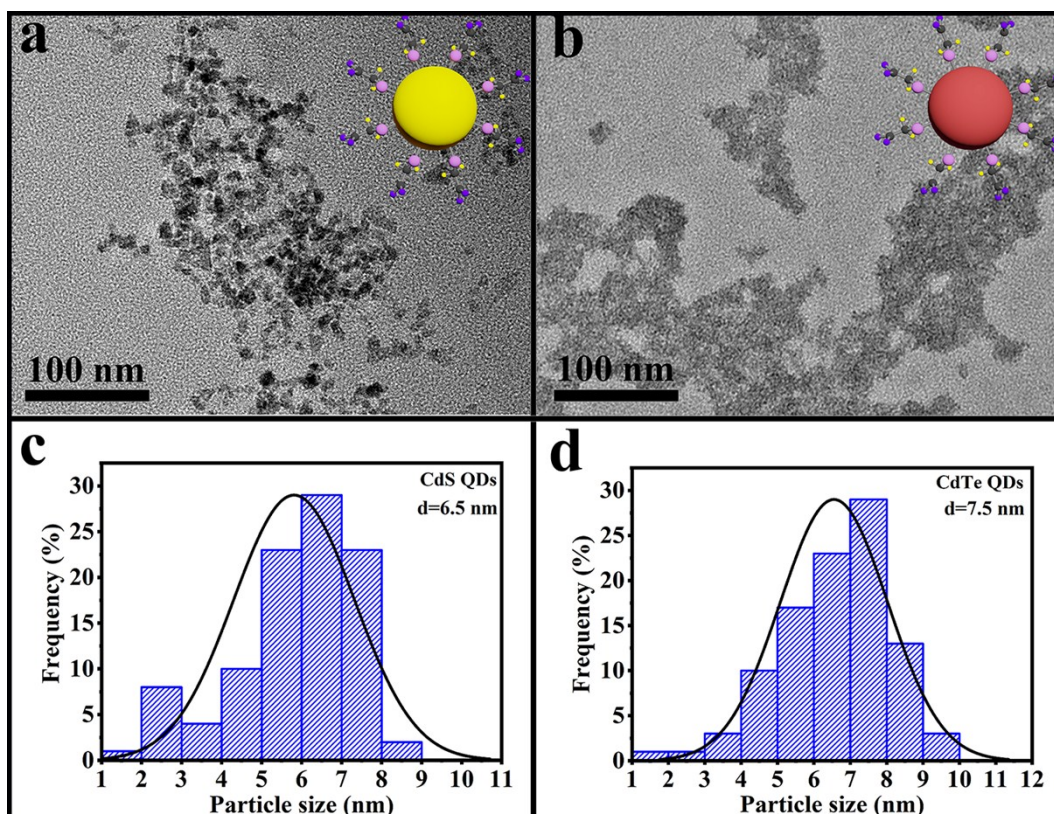 a
b
100 nm
100 nm
c
CdS QDs
d=6.5 nm
Frequency (%)
30
25
20
15
10
5
0
1 2 3 4 5 6 7 8 9 10 11
Particle size (nm)
d
CdTe QDs
d=7.5 nm
Frequency (%)
30
25
20
15
10
5
0
1 2 3 4 5 6 7 8 9 10 11 12
Particle size (nm)